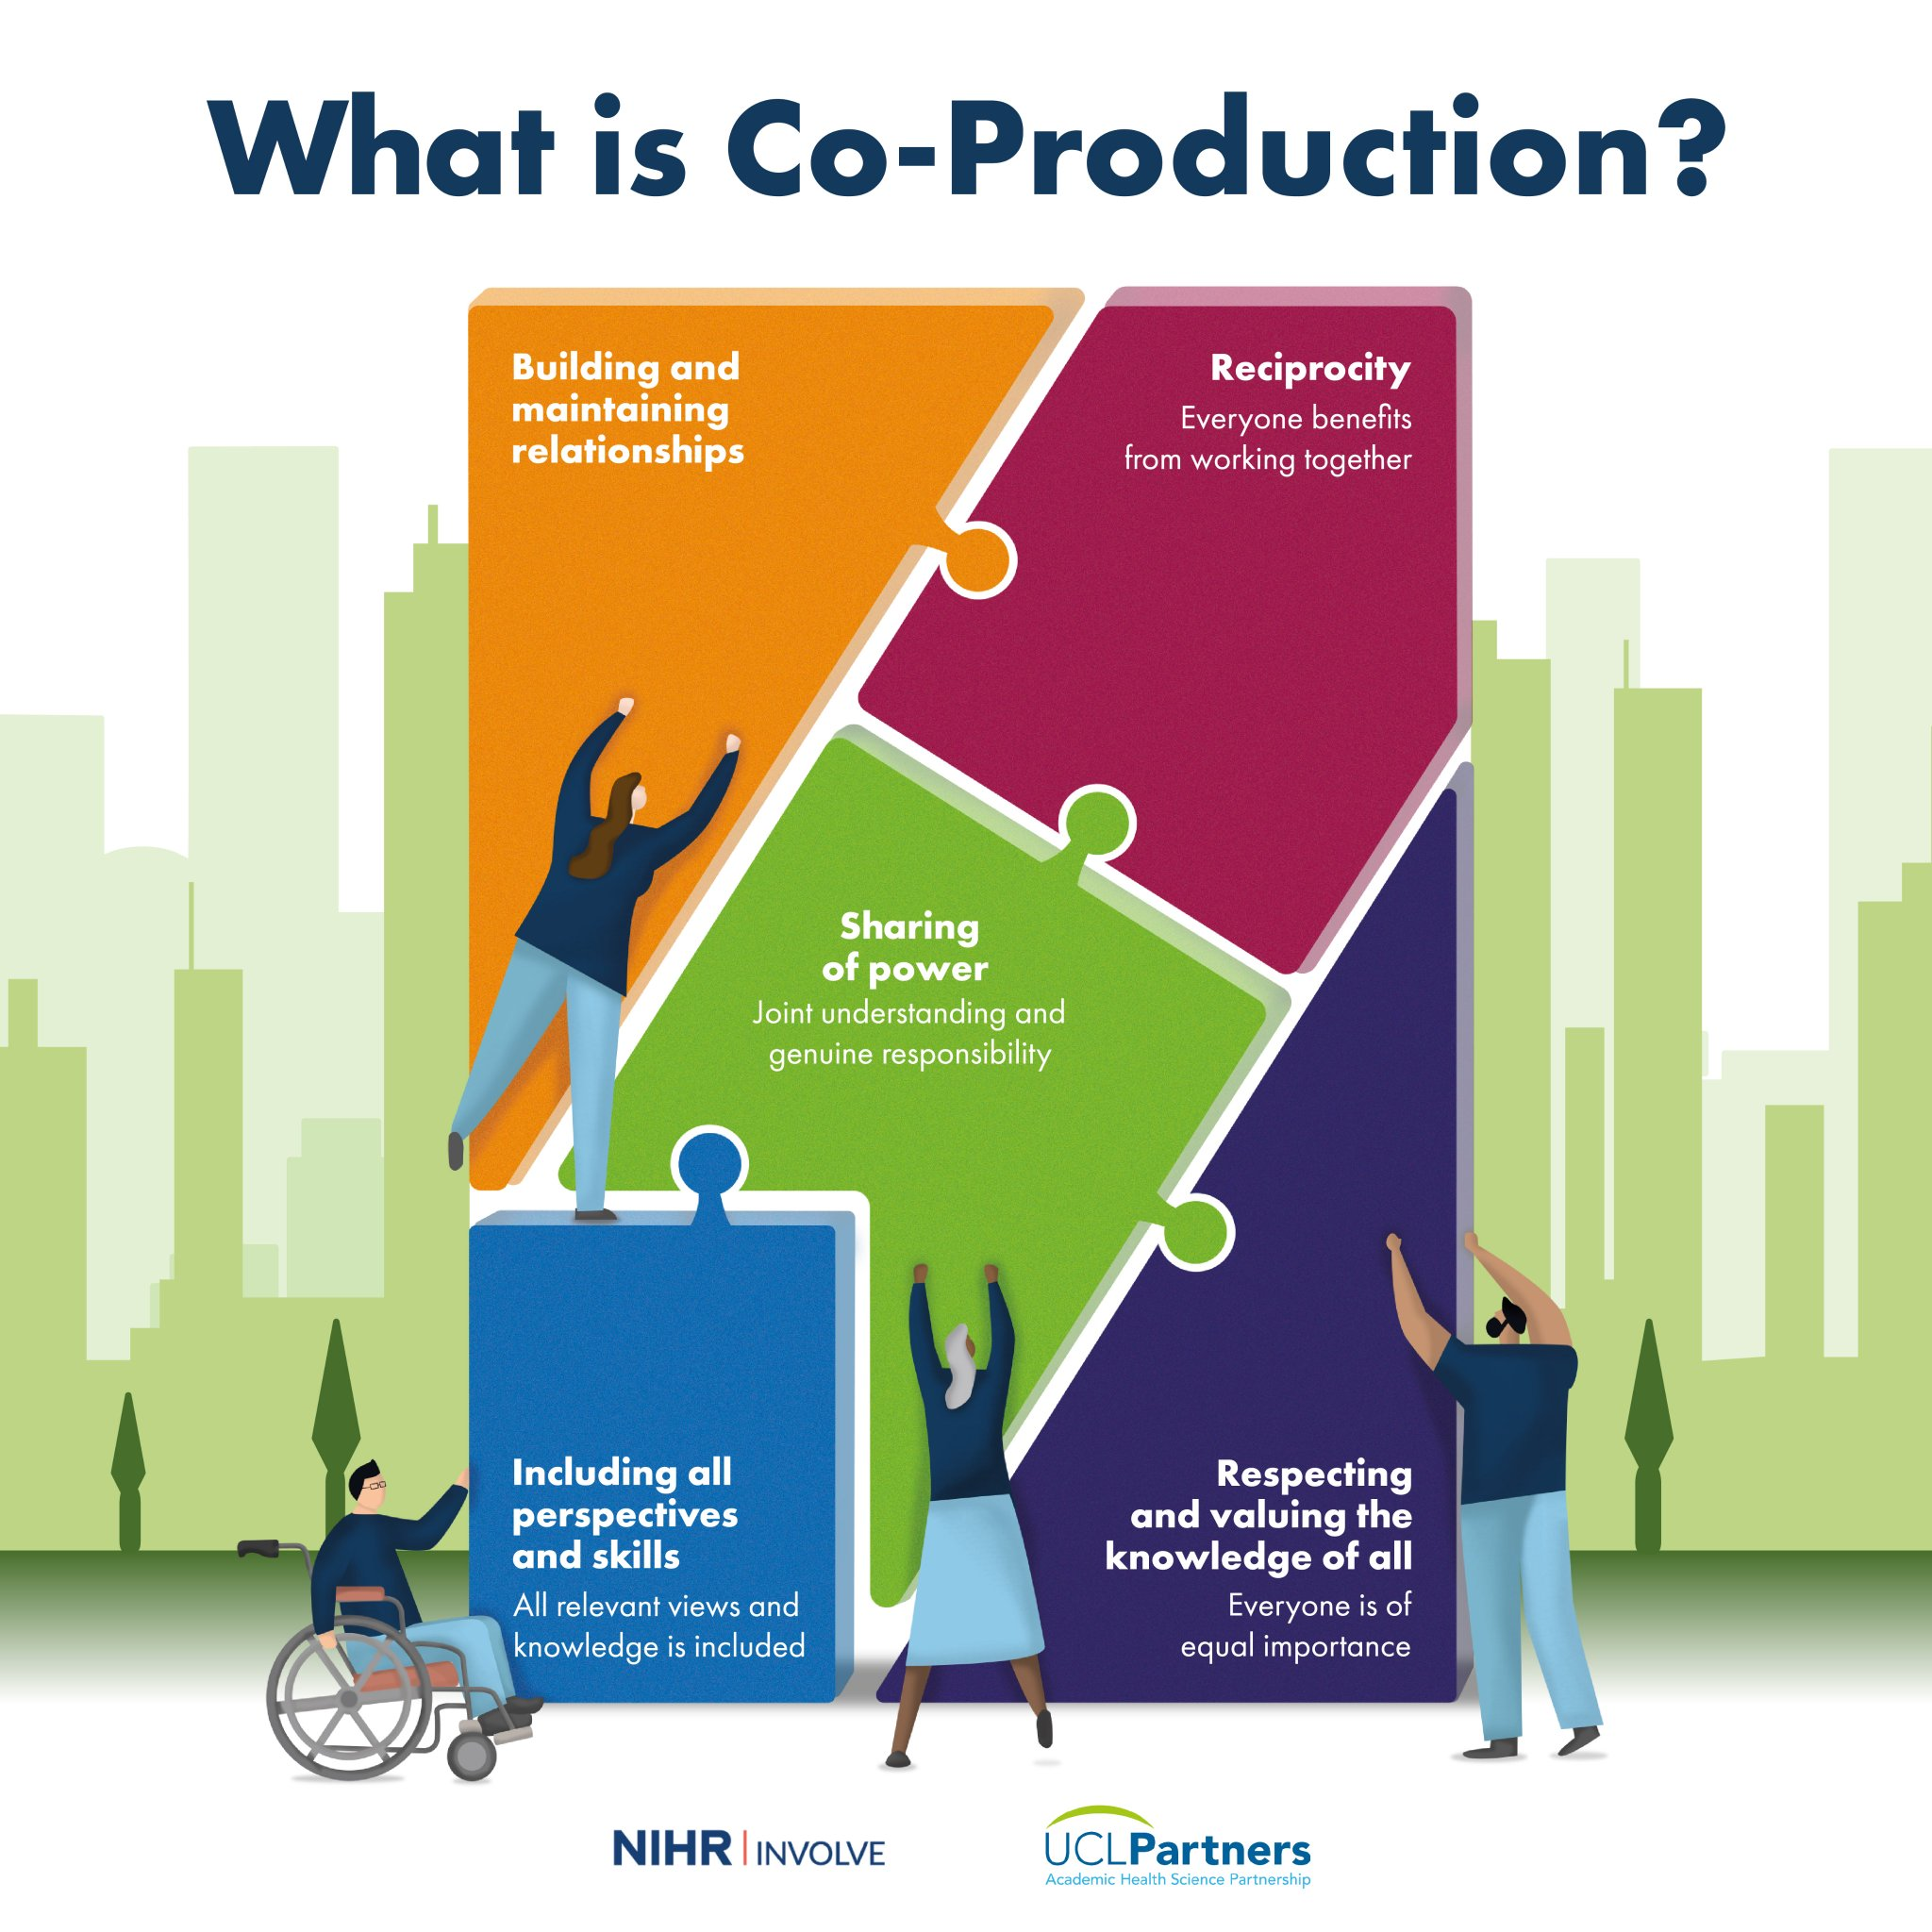 What is Co-Production?
Building and
maintaining
relationships
Reciprocity
Everyone benefits
from working together
Sharing
of power
Joint understanding and
genuine responsibility
Including all
perspectives
and skills
All relevant views and
knowledge is included
Respecting
and valuing the
knowledge of all
Everyone is of
equal importance
NIHR | INVOLVE
UCLPartners
Academic Health Science Partnership